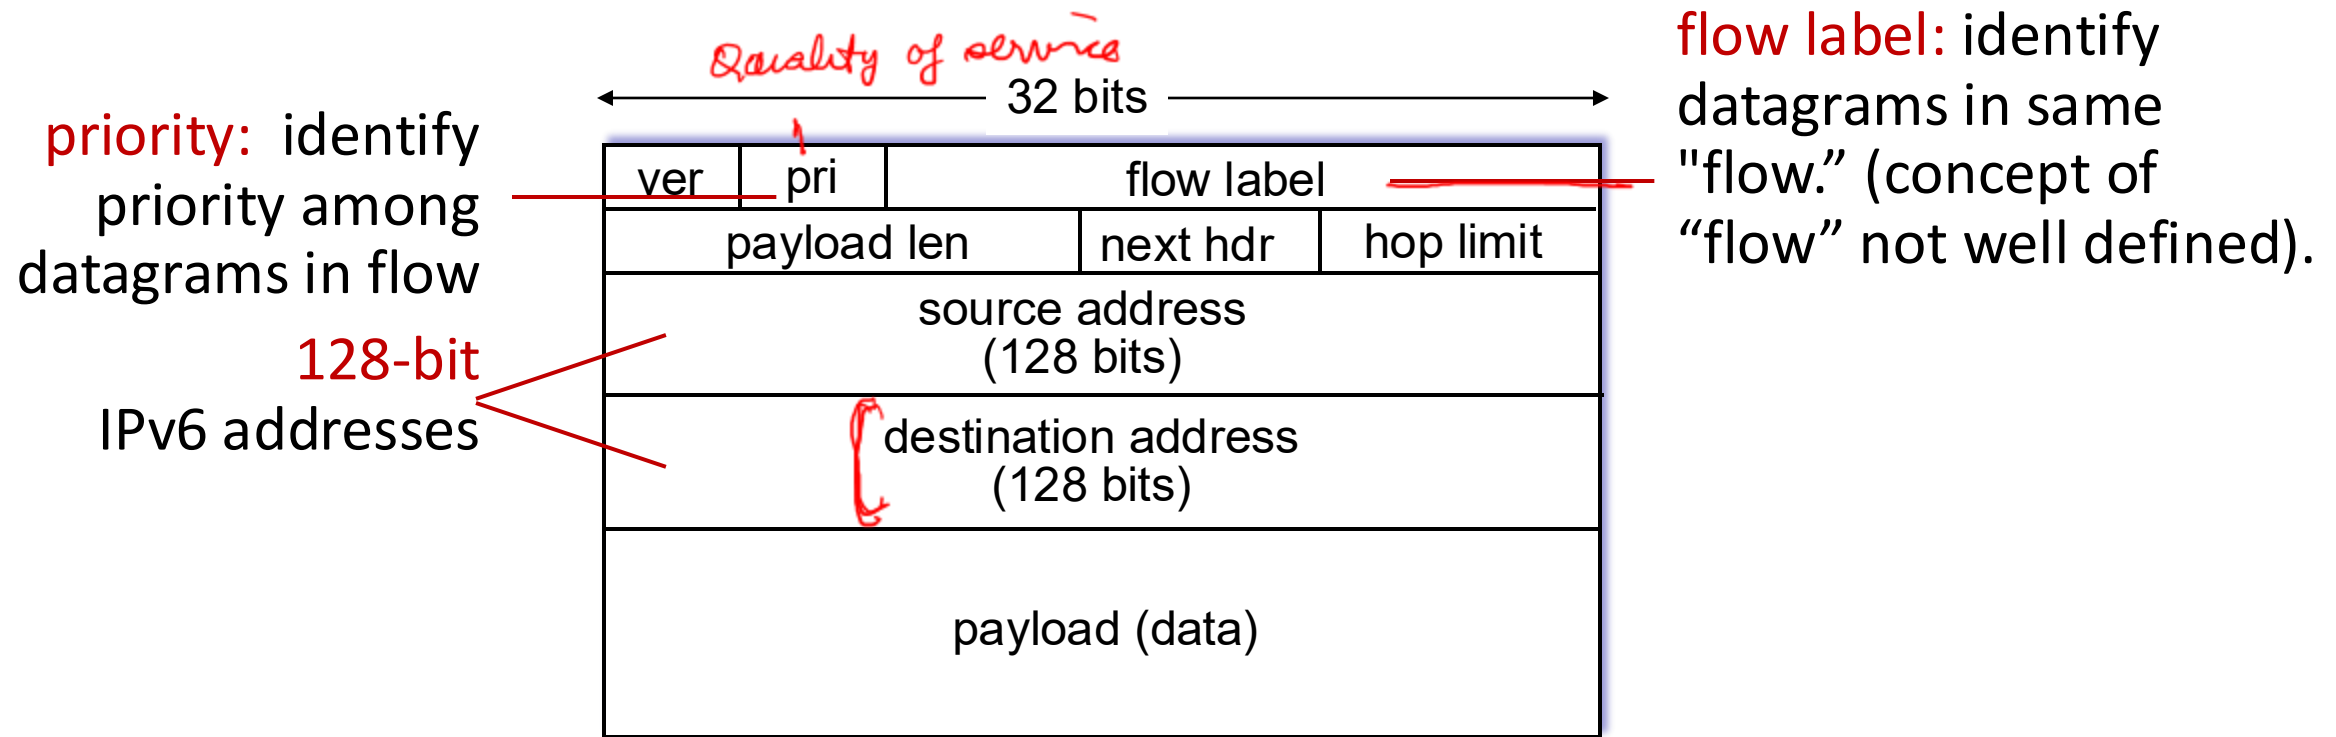 Quality of service
32 bits
priority: identify
priority among
datagrams in flow
128-bit
IPv6 addresses
ver pri flow label
payload len next hdr hop limit
source address
(128 bits)
destination address
(128 bits)
payload (data)
flow label: identify
datagrams in same
"flow.” (concept of
“flow” not well defined).